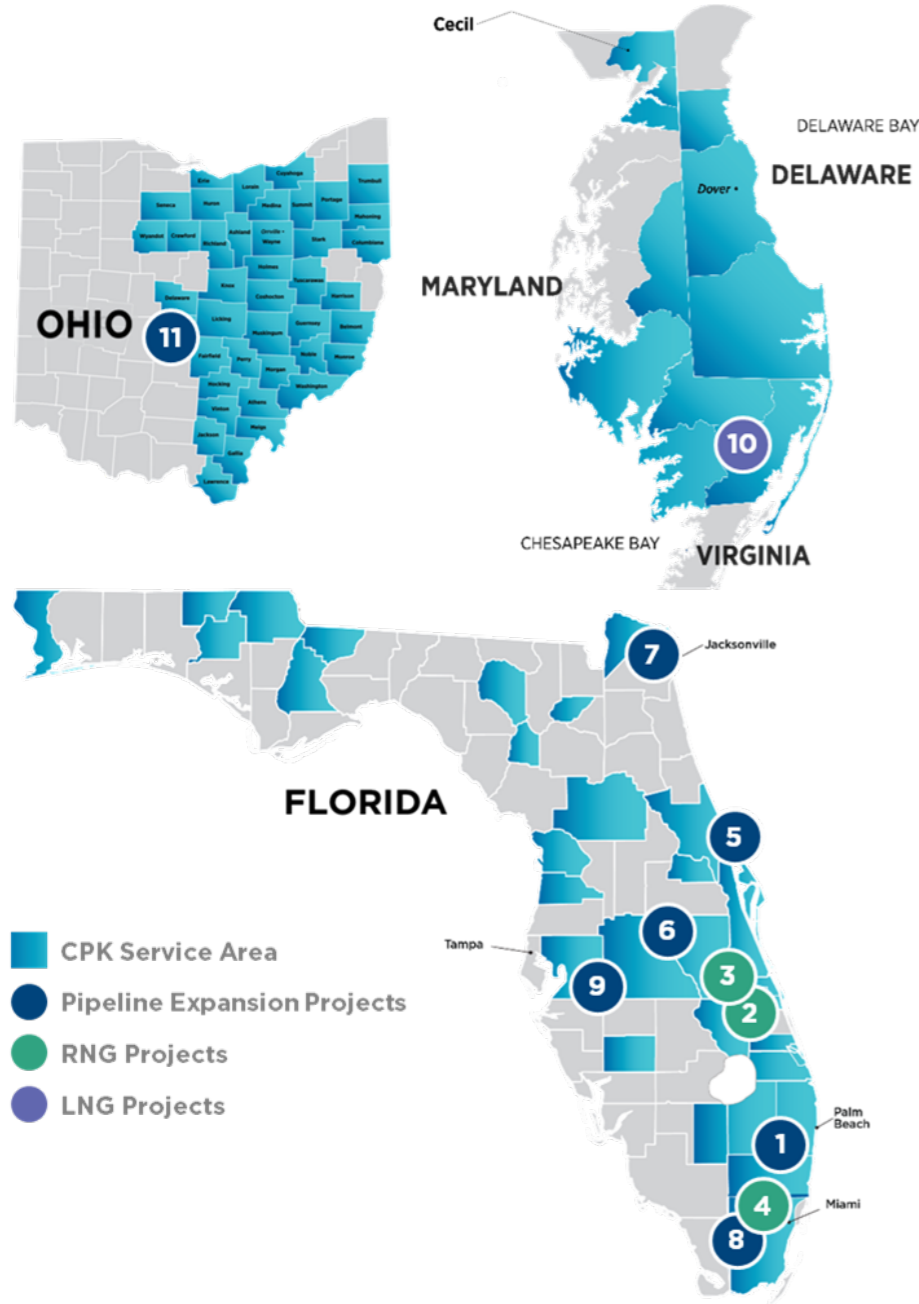 Cecil
DELAWARE BAY
DELAWARE
Dover
MARYLAND
10
CHESAPEAKE BAY
VIRGINIA
Cuyahoga
Trumbull
Erie
Lorain
Portage
Seneca
Huron
Medina
Summit
Mahoning
Wyandot
Crawford
Richland
Ashland
Orrville
Wayne
Stark
Columbiana
Holmes
Tuscarawas
Delaware
Knox
Coshocton
Harrison
OHIO
11
Licking
Muskingum
Guernsey
Belmont
Fairfield
Perry
Noble
Monroe
Morgan
Hocking
Washington
Athens
Vinton
Meigs
Jackson
Gallia
Lawrence
7
Jacksonville
FLORIDA
5
6
Tampa
3
9
2
CPK Service Area
Pipeline Expansion Projects
RNG Projects
LNG Projects
Palm
Beach
1
4
Miami
8